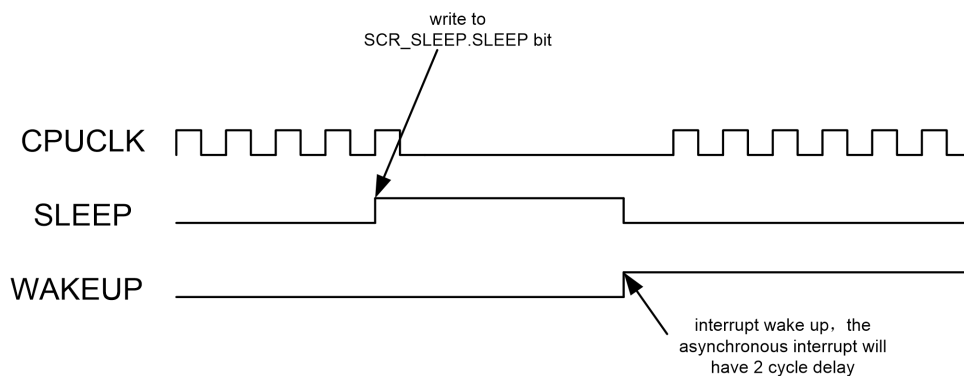 write to
SCR_SLEEP.SLEEP bit
CPUCLK
SLEEP
WAKEUP
interrupt wake up，the
asynchronous interrupt will
have 2 cycle delay